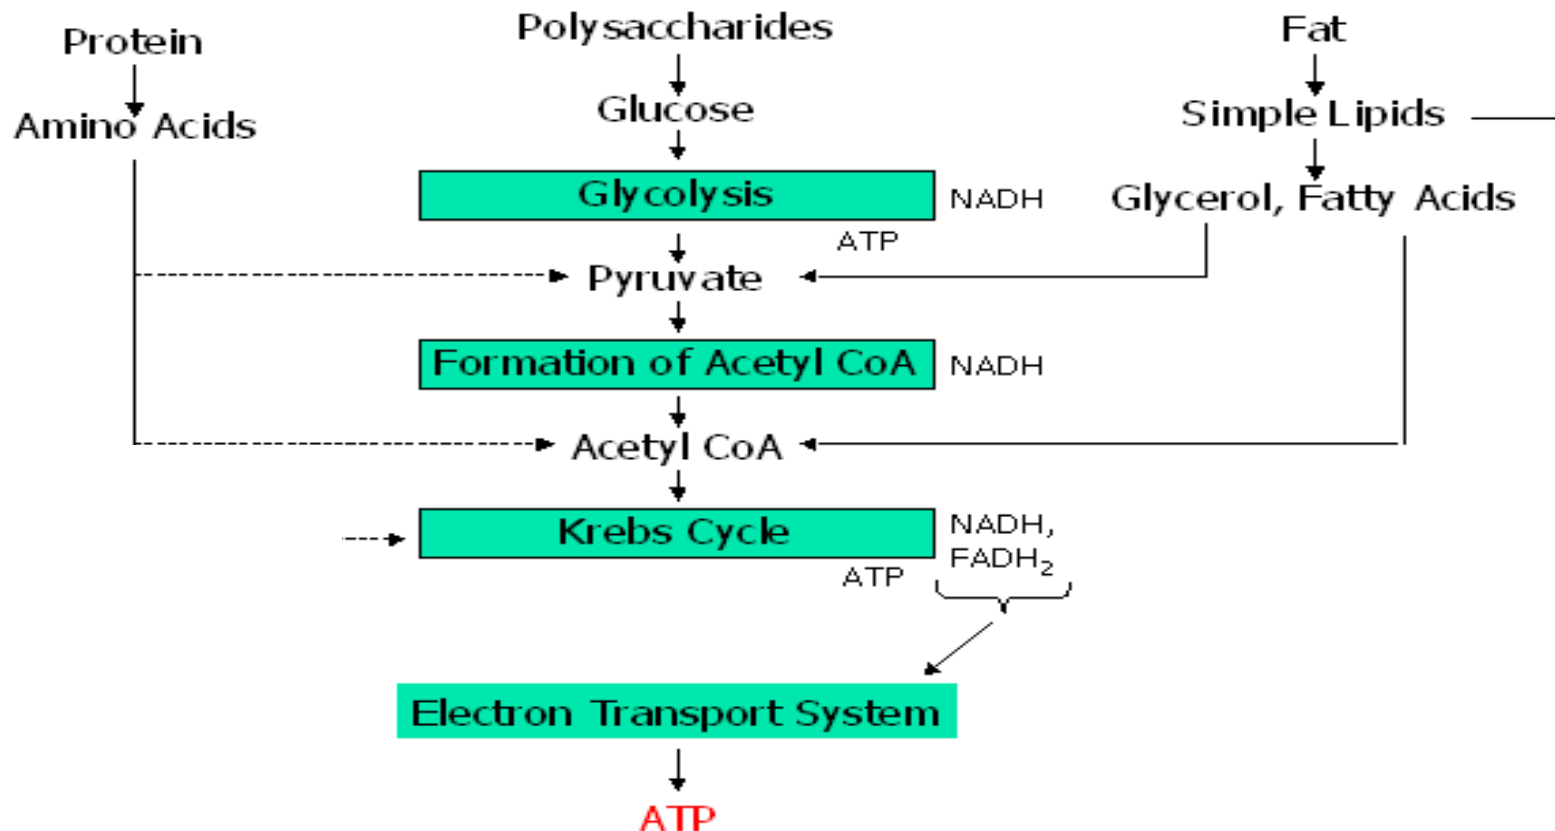 Protein
Polysaccharides
Fat
Amino Acids
Glucose
Simple Lipids
Glycolysis
NADH
Glycerol, Fatty Acids
ATP
Pyruvate
Formation of Acetyl CoA
NADH
Acetyl CoA
Krebs Cycle
NADH,
FADH₂
ATP
Electron Transport System
ATP